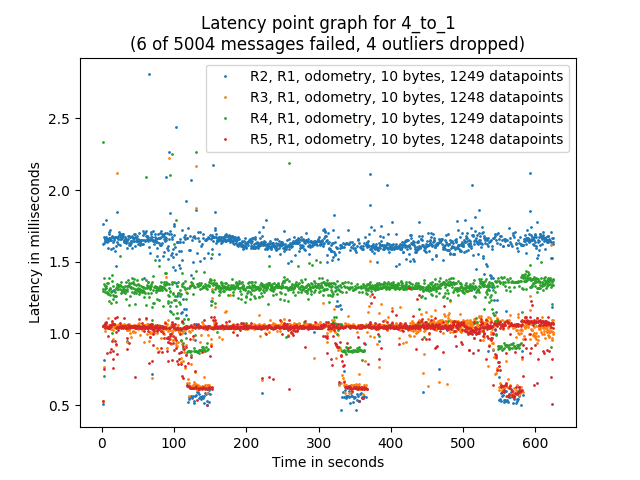 Latency point graph for 4_to_1
(6 of 5004 messages failed, 4 outliers dropped)
R2, R1, odometry, 10 bytes, 1249 datapoints
R3, R1, odometry, 10 bytes, 1248 datapoints
R4, R1, odometry, 10 bytes, 1249 datapoints
R5, R1, odometry, 10 bytes, 1248 datapoints
2.5
2.0
1.5
1.0
0.5
Latency in milliseconds
0 100 200 300 400 500 600
Time in seconds